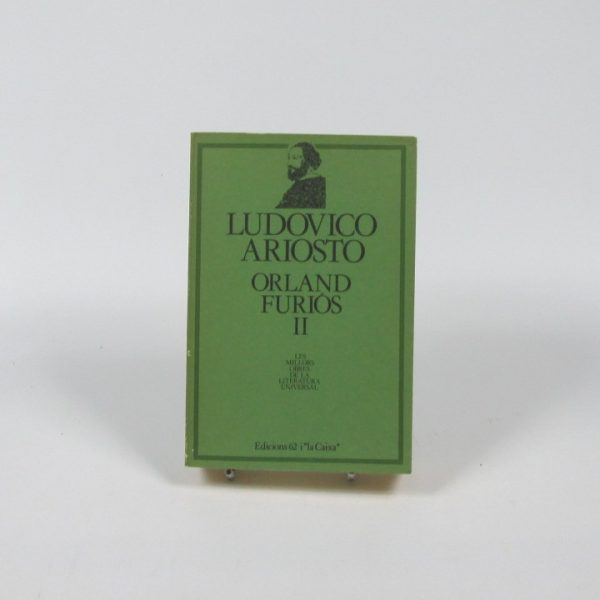 LUDOVICO
ARIOSTO
ORLAND
FURIÓS
II
LES
MILLORS
OBRES
DE LA
LITERATURA
UNIVERSAL
Edicions 62 i "la Caixa"